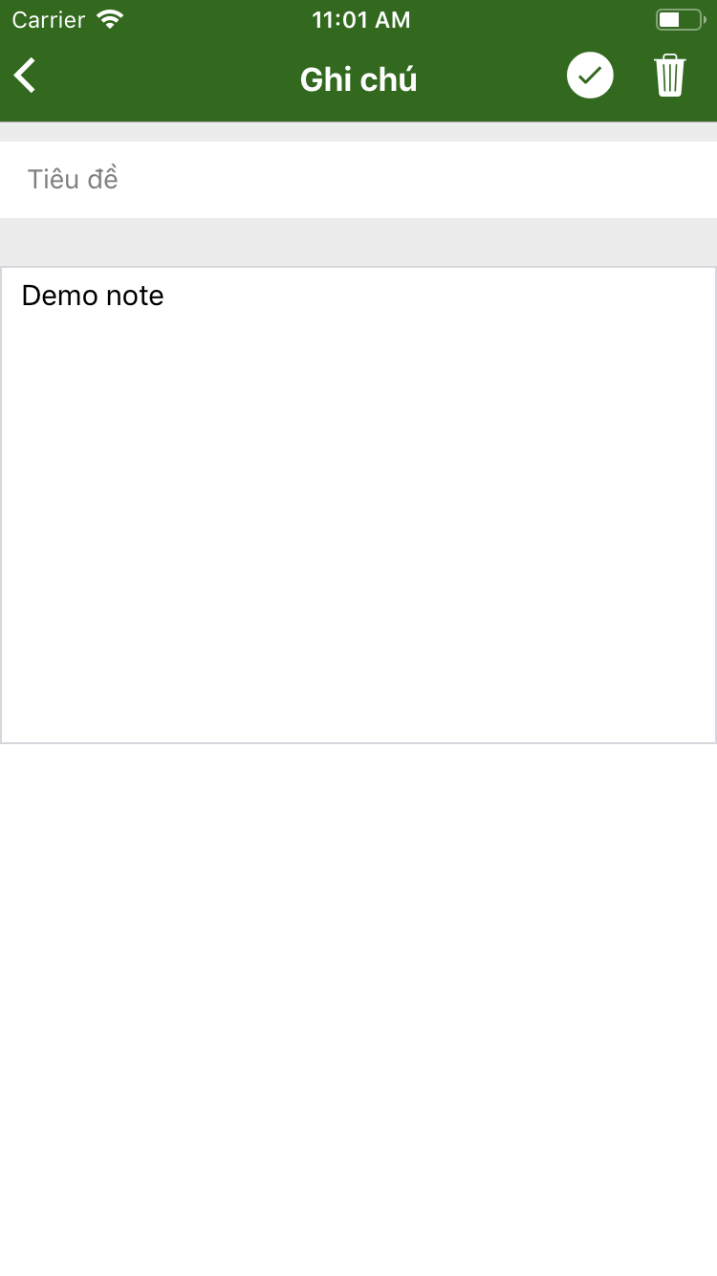 Carrier 11:01 AM
Ghi chú
Tiêu đề
Demo note